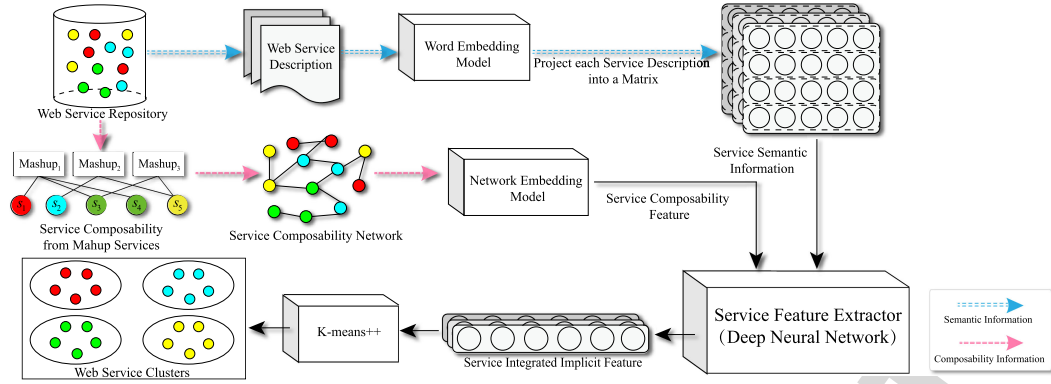 Web Service Repository
Web Service
Description
Word Embedding
Model
Project each Service Description
into a Matrix
Service Semantic
Information
Mashup1
Mashup2
Mashup3
S1
S2
S3
S4
S5
Service Composability
from Mahup Services
Service Composability Network
Network Embedding
Model
Service Composability
Feature
Service Feature Extractor
(Deep Neural Network)
Service Integrated Implicit Feature
K-means++
Web Service Clusters
Semantic Information
Composability Information